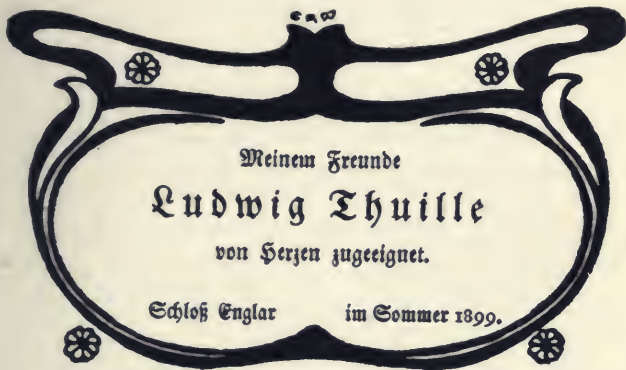 Meinem Freunde
Ludwig Thuille
von Herzen zugeeignet.
Schloß Englar im Sommer 1899.